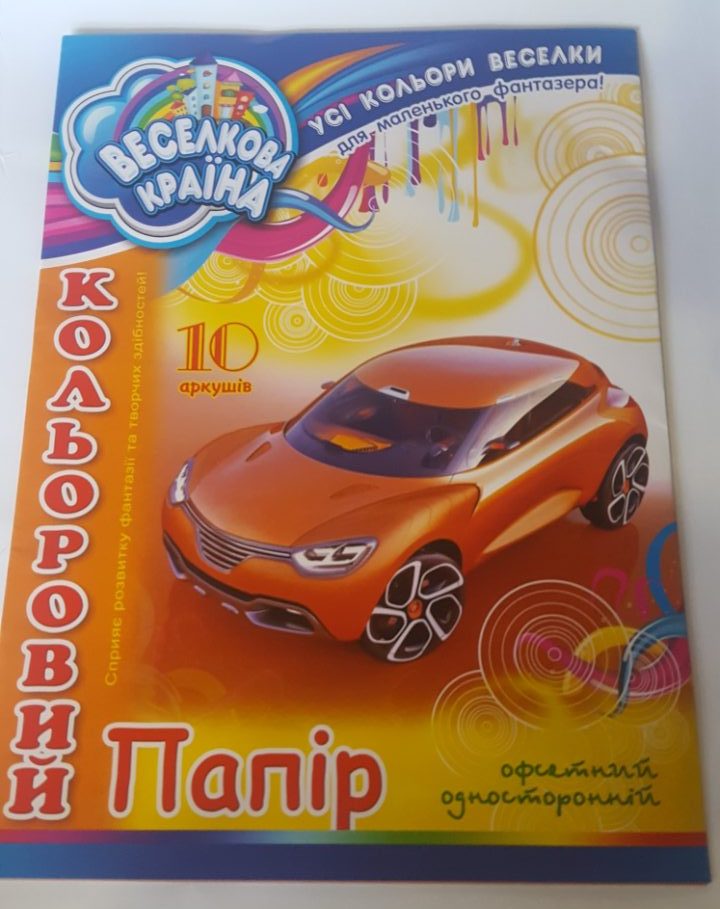 ВЕСЕЛКОВА
КРАЇНА
УСІ КОЛЬОРИ ВЕСЕЛКИ
для маленького фантазера!
КОЛЬОРОВИЙ
Сприяє розвитку фантазії та творчих здібностей!
10
аркушів
Папір
офсетний
односторонній